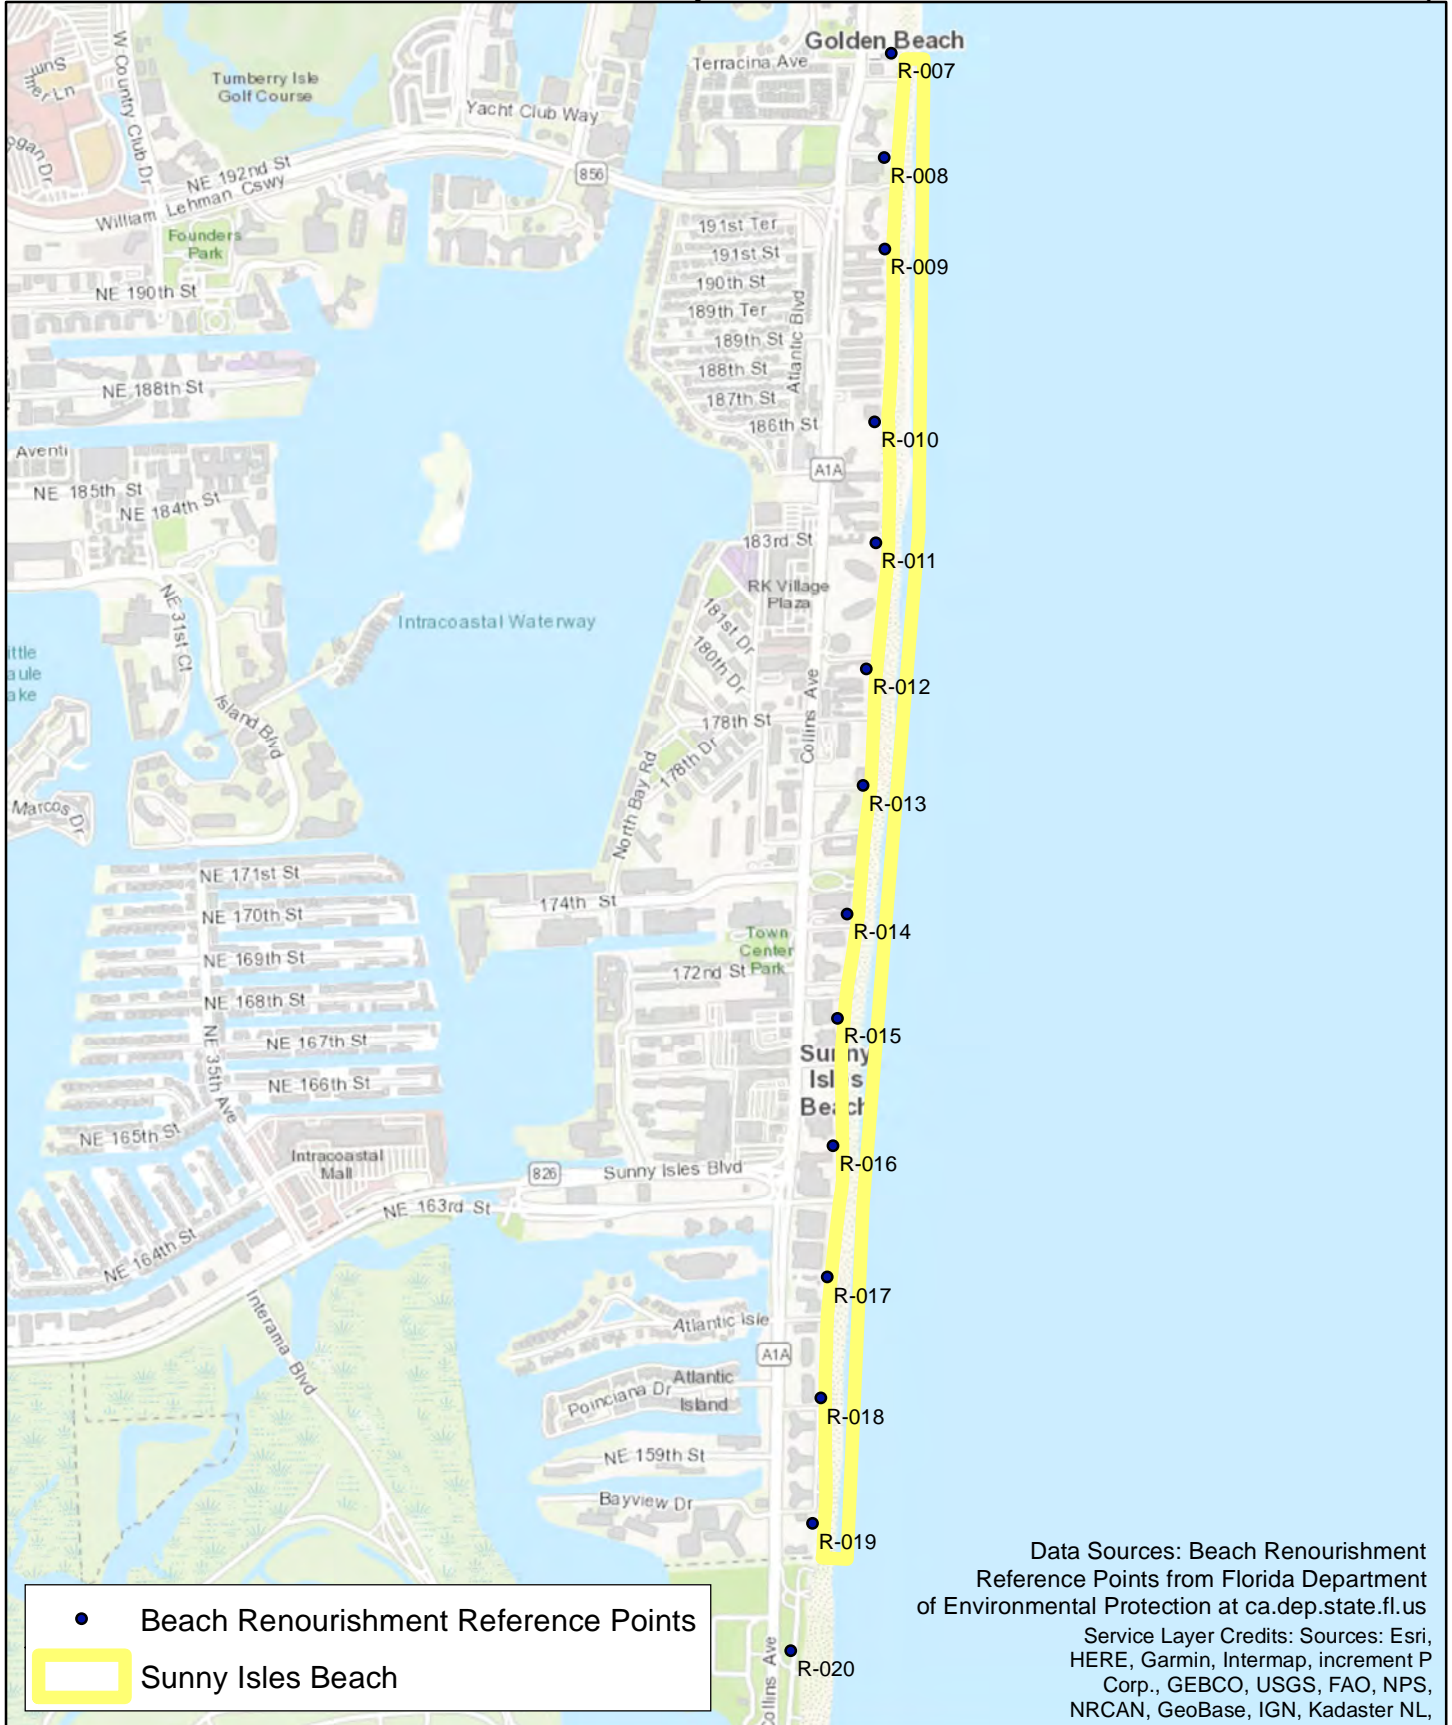 Golden Beach
Terracina Ave
R-007
Turnberry Isle
Golf Course
W Country Club Dr
Yacht Club Way
856
NE 192nd St
William Lehman Cswy
R-008
Founders
Park
191st Ter
191st St
R-009
190th St
NE 190th St
189th Ter
189th St
Atlantic Blvd
188th St
NE 188th St
187th St
186th St
R-010
Aventi
A1A
NE 185th St
NE 184th St
183rd St
R-011
RK Village
Plaza
NE 31st Ct
181st Dr
Intracoastal Waterway
180th Dr
ittle
aule
ake
R-012
Island Blvd
178th St
Collins Ave
178th Dr
North Bay Rd
R-013
Marcos Dr
NE 171st St
174th St
NE 170th St
R-014
Town
Center
Park
NE 169th St
172nd St
NE 168th St
R-015
NE 167th St
NE 35th Ave
Sunny
Isles
Beach
NE 166th St
NE 165th St
Intracoastal
Mall
826
Sunny Isles Blvd
R-016
NE 163rd St
NE 164th St
R-017
Interama Blvd
Atlantic Isle
A1A
Atlantic
Island
Poinciana Dr
R-018
NE 159th St
Bayview Dr
R-019
R-020
Collins Ave
Beach Renourishment Reference Points
Sunny Isles Beach
Data Sources: Beach Renourishment
Reference Points from Florida Department
of Environmental Protection at ca.dep.state.fl.us
Service Layer Credits: Sources: Esri,
HERE, Garmin, Intermap, increment P
Corp., GEBCO, USGS, FAO, NPS,
NRCAN, GeoBase, IGN, Kadaster NL,